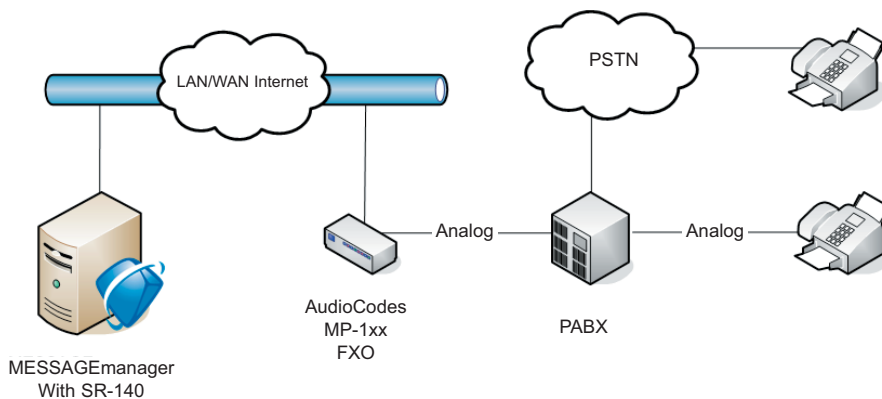 LAN/WAN Internet
PSTN
Analog
Analog
AudioCodes
MP-1xx
FXO
PABX
MESSAGEmanager
With SR-140